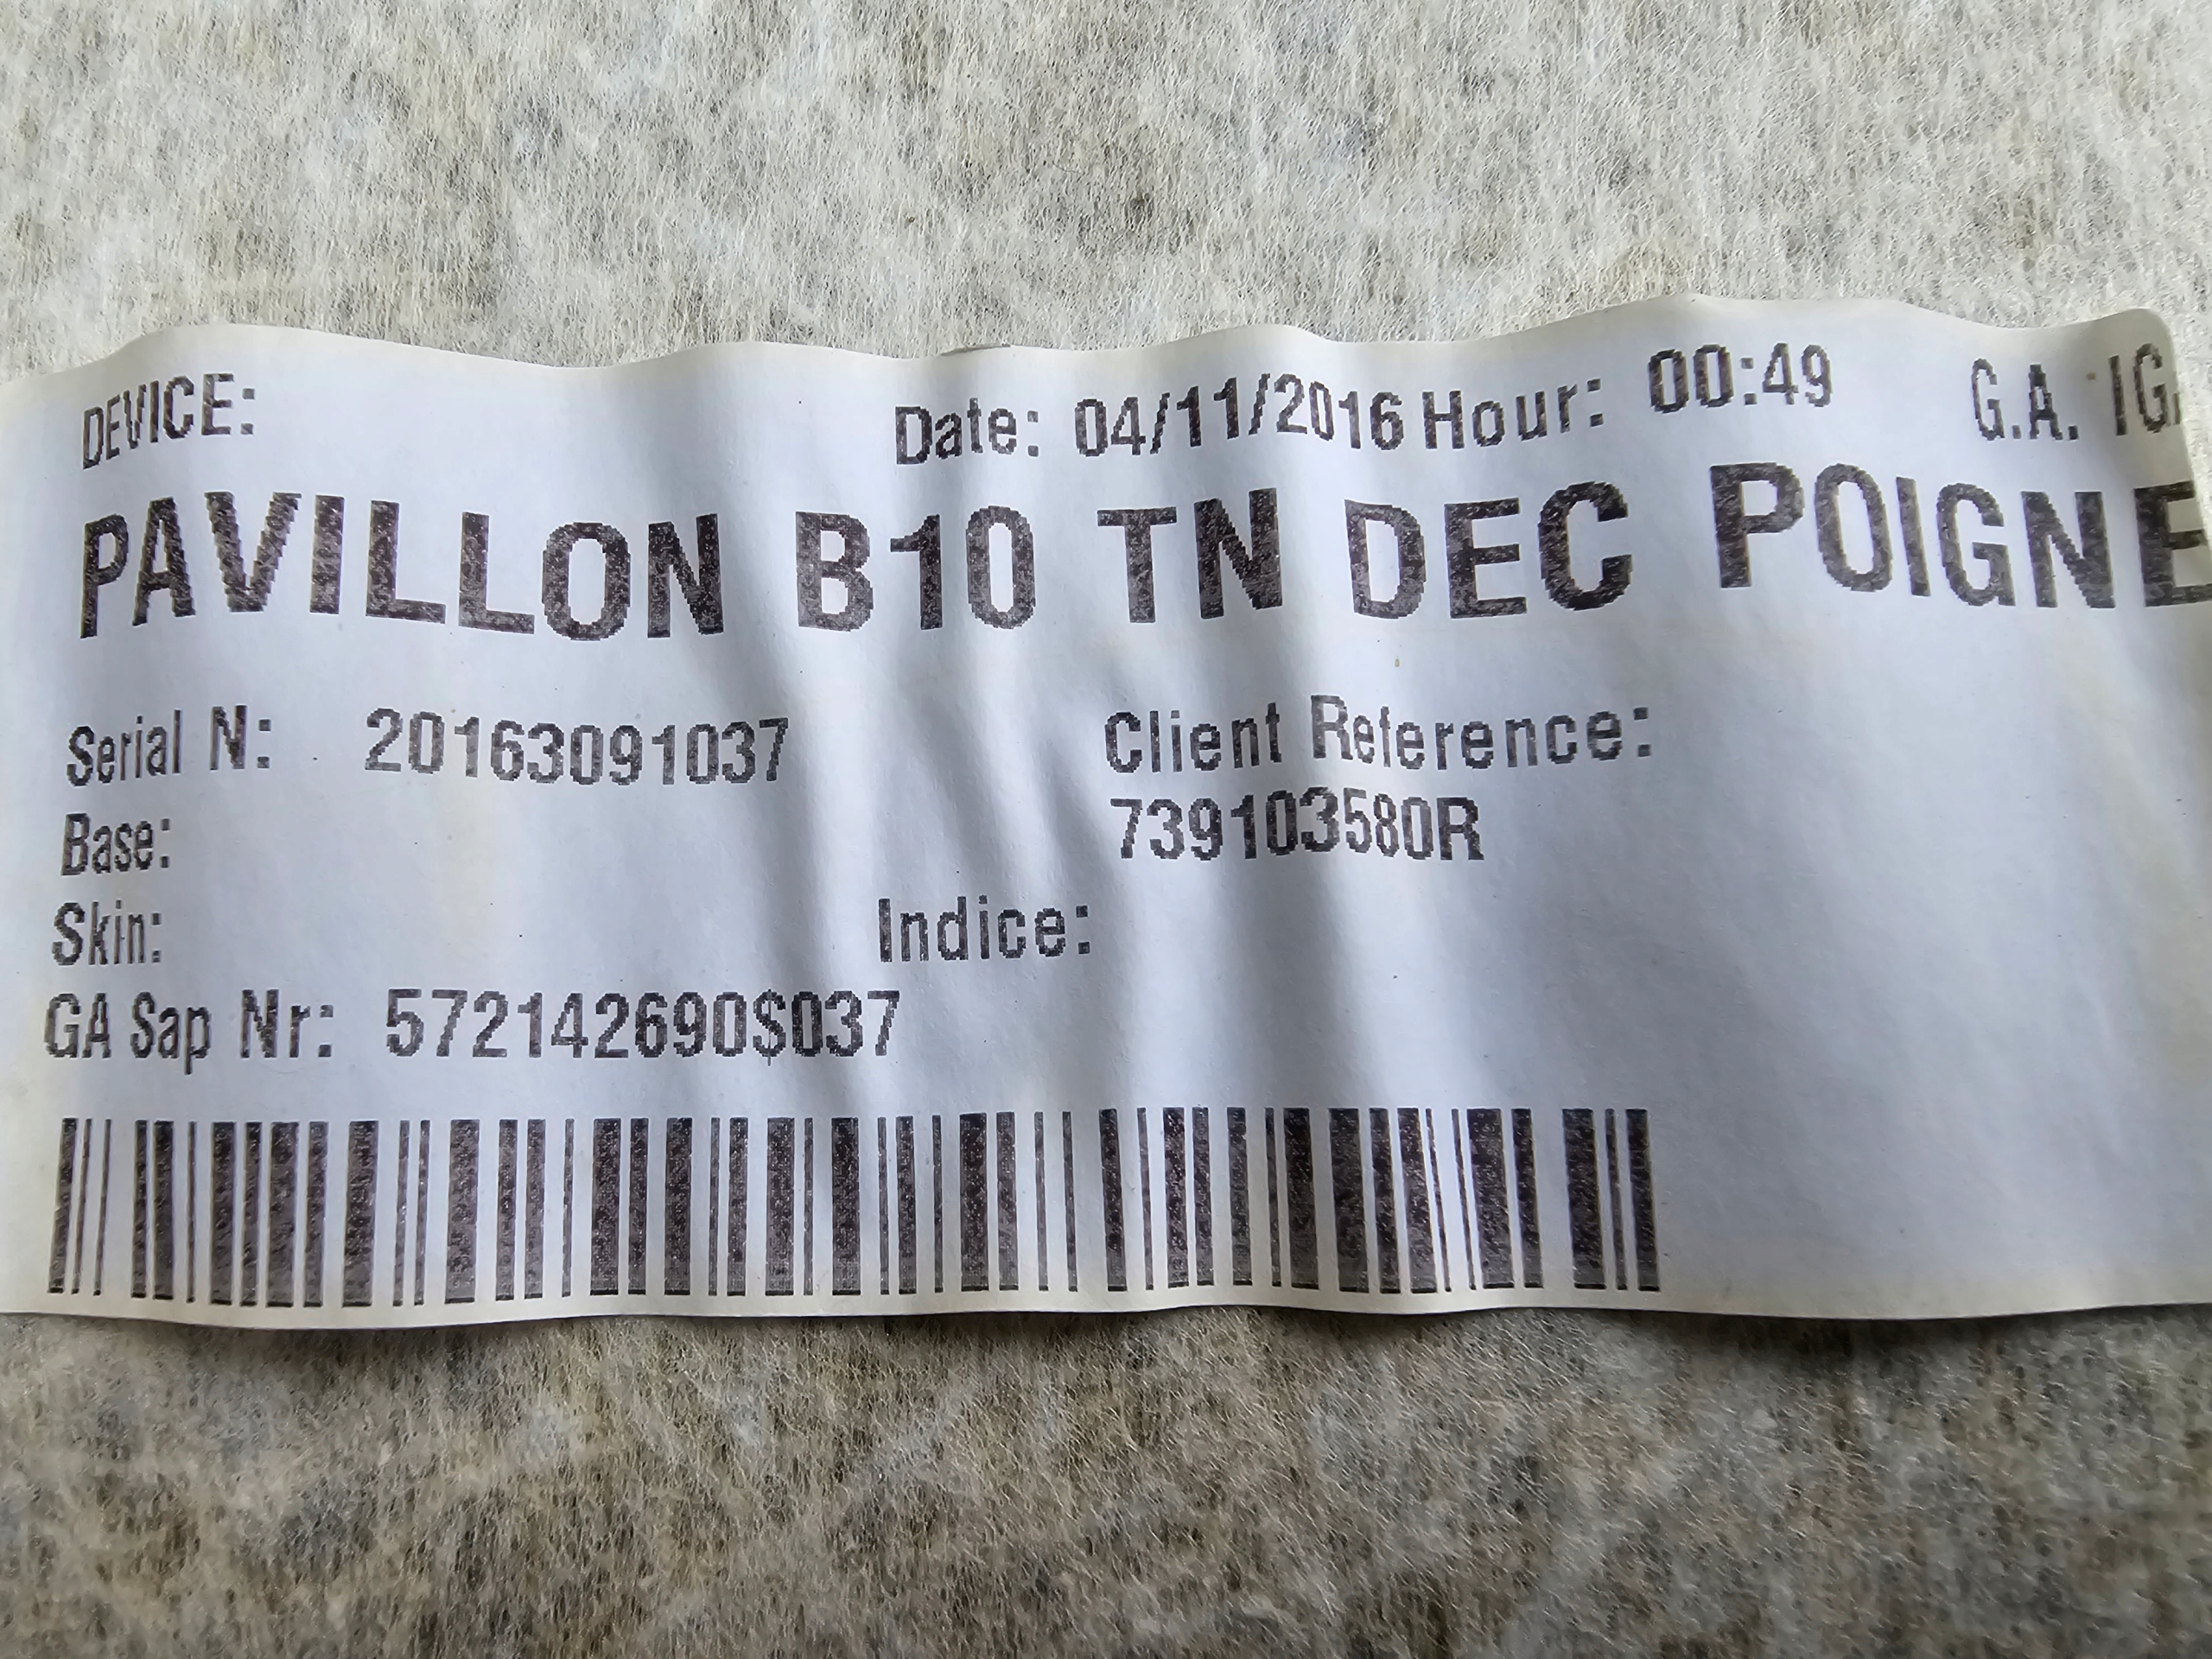 DEVICE: Date: 04/11/2016 Hour: 00:49 G.A.
PAVILLON B10 TN DEC POIGNE
Serial N: 20163091037 Client Reference:
Base: 739103580R
Skin: Indice:
GA Sap Nr: 572142690$037